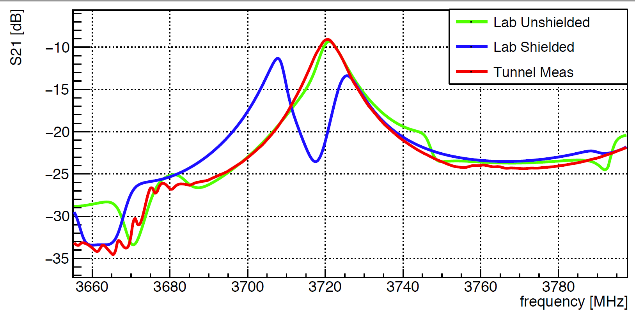 S21 [dB]
Lab Unshielded
Lab Shielded
Tunnel Meas
−10
−15
−20
−25
−30
−35
3660 3680 3700 3720 3740 3760 3780
frequency [MHz]